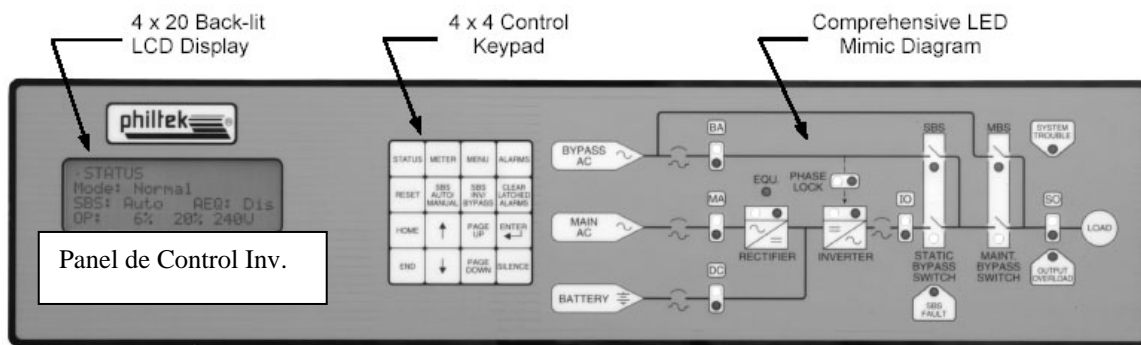 4 x 20 Back-lit
LCD Display
4 x 4 Control
Keypad
Comprehensive LED
Mimic Diagram
philtek®
·STATUS
Mode: Normal
SBS: Auto AEQ: Dis
OP: 6% 20% 240V
Panel de Control Inv.
STATUS METER MENU ALARMS
RESET
SBS
AUTO/
MANUAL
SBS
INV/
BYPASS
CLEAR
LATCHED
ALARMS
HOME
PAGE
UP
ENTER
END
PAGE
DOWN
SILENCE
BYPASS
AC
BA
SBS
MBS
SYSTEM
TROUBLE
EQU.
PHASE
LOCK
MAIN
AC
MA
IO
SO
LOAD
RECTIFIER
INVERTER
STATIC
BYPASS
SWITCH
MAINT.
BYPASS
SWITCH
OUTPUT
OVERLOAD
BATTERY
DC
SBS
FAULT